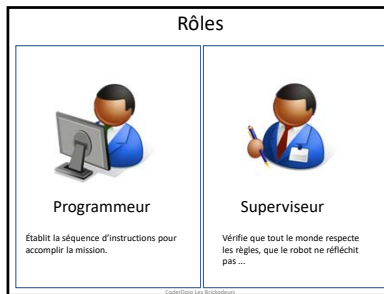 Rôles
Programmeur
Établit la séquence d'instructions pour
accomplir la mission.
Superviseur
Vérifie que tout le monde respecte
les règles, que le robot ne réfléchit
pas ...
CoderDojo Les Brickodeurs